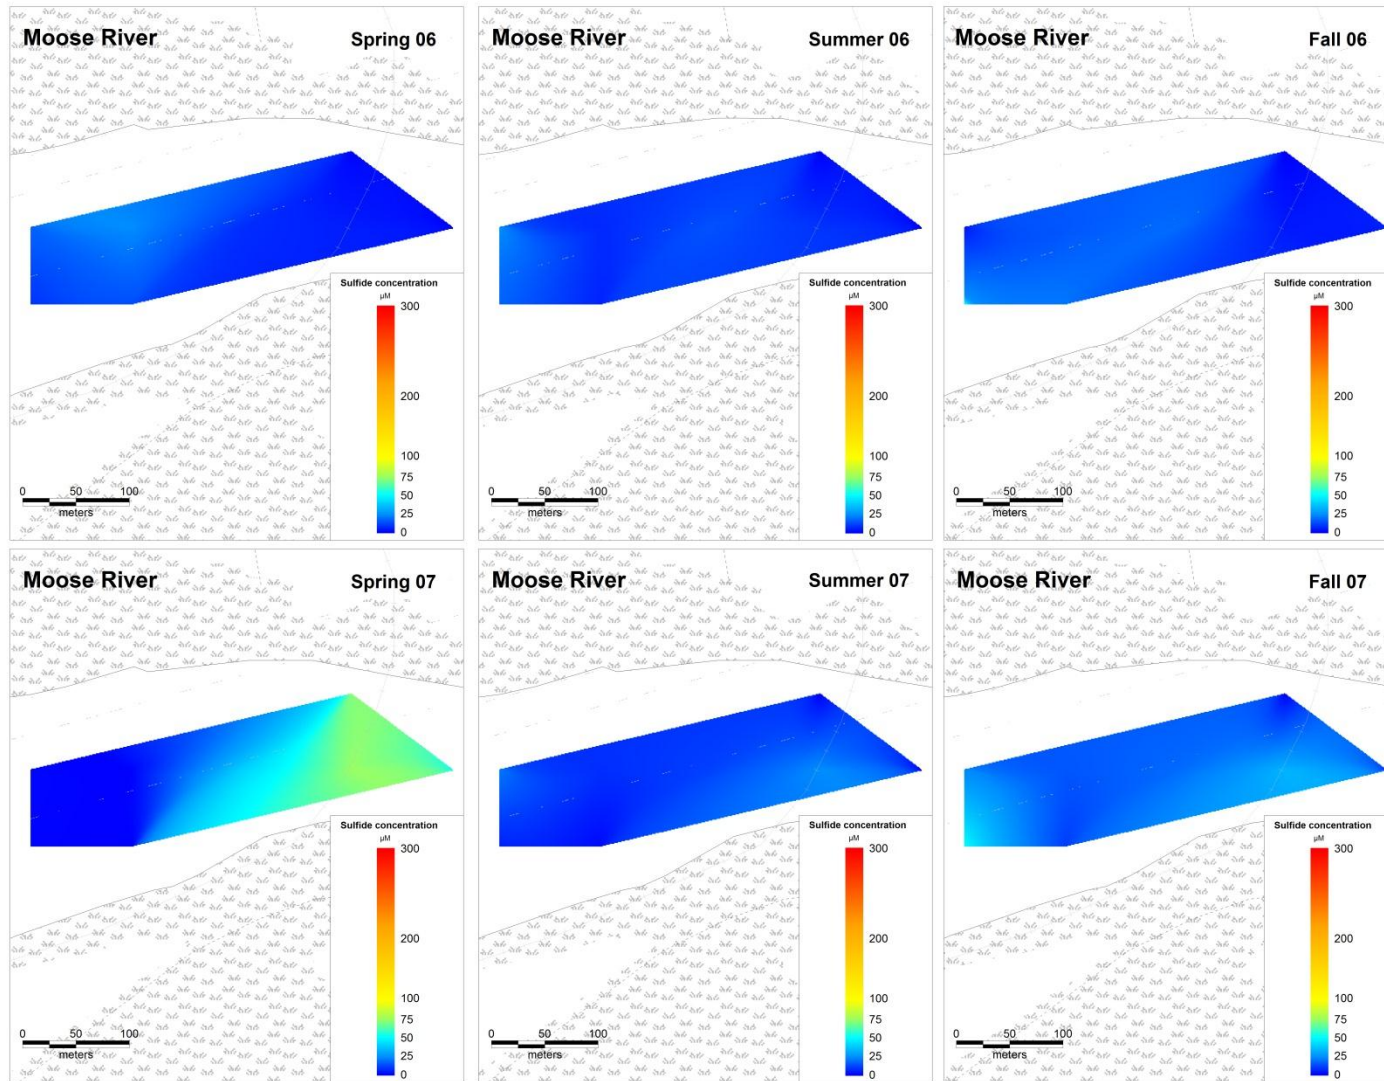 Moose River Spring 06
Sulfide concentration
µM
300
200
100
75
50
25
0
0 50 100
meters
Moose River Summer 06
Sulfide concentration
µM
300
200
100
75
50
25
0
0 50 100
meters
Moose River Fall 06
Sulfide concentration
µM
300
200
100
75
50
25
0
0 50 100
meters
Moose River Spring 07
Sulfide concentration
µM
300
200
100
75
50
25
0
0 50 100
meters
Moose River Summer 07
Sulfide concentration
µM
300
200
100
75
50
25
0
0 50 100
meters
Moose River Fall 07
Sulfide concentration
µM
300
200
100
75
50
25
0
0 50 100
meters